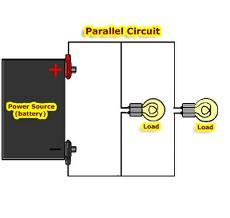 Parallel Circuit
+
Power Source
(battery)
−
Load
Load